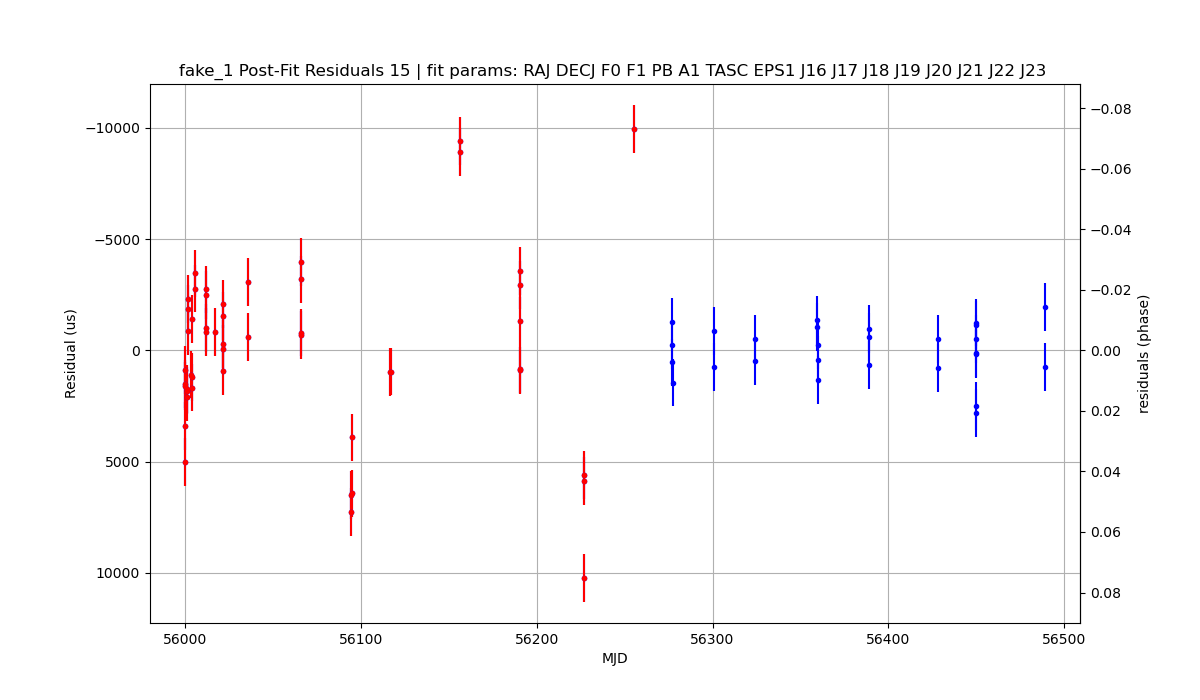 fake_1 Post-Fit Residuals 15 | fit params: RAJ DECJ F0 F1 PB A1 TASC EPS1 J16 J17 J18 J19 J20 J21 J22 J23
−10000
−5000
0
5000
10000
Residual (us)
−0.08
−0.06
−0.04
−0.02
0.00
0.02
0.04
0.06
0.08
residuals (phase)
56000 56100 56200 56300 56400 56500
MJD